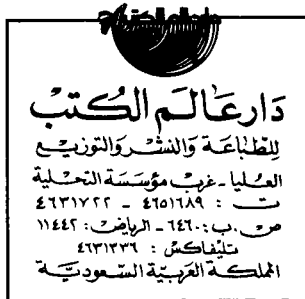 دار عالم الكتب
للطباعة والنشر والتوزيع
العليا - غرب مؤسسة التحلية
ت : ٤٦٥١٦٨٩ - ٤٦٣١٧٢٢
ص. ب : ٦٤٦٠ - الرياض : ١١٤٤٢
تليفاكس : ٤٦٣١٣٣٦
المملكة العربية السعودية